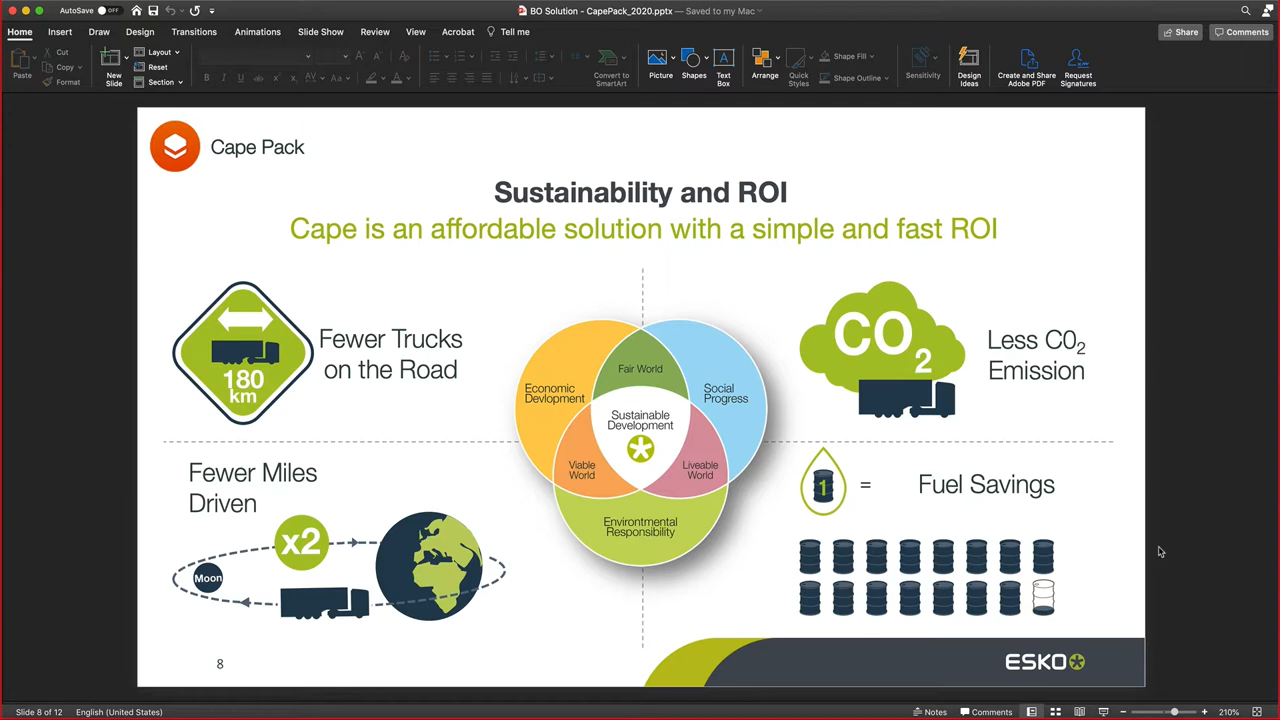 AutoSave OFF
BO Solution - CapePack_2020.pptx — Saved to my Mac
Home Insert Draw Design Transitions Animations Slide Show Review View Acrobat Tell me
Share Comments
Paste
Cut
Copy
Format
New
Slide
Layout
Reset
Section
Convert to
SmartArt
Picture
Shapes
Text
Box
Arrange
Quick
Styles
Shape Fill
Shape Outline
Sensitivity
Design
Ideas
Create and Share
Adobe PDF
Request
Signatures
Cape Pack
Sustainability and ROI
Cape is an affordable solution with a simple and fast ROI
180
km
Fewer Trucks
on the Road
CO2
Less C02
Emission
Economic
Devlopment
Fair World
Social
Progress
Sustainable
Development
Viable
World
Liveable
World
Environtmental
Responsibility
Fewer Miles
Driven
x2
Moon
1
=
Fuel Savings
8
ESKO
Slide 8 of 12 English (United States)
Notes Comments
210%